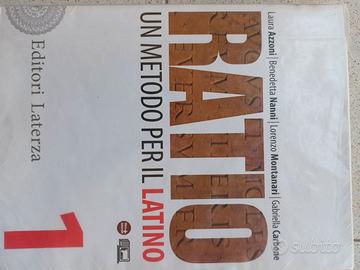 Laura Azzoni | Benedetta Nanni | Lorenzo Montanari | Gabriella Carbone
RATIO
UN METODO PER IL LATINO
1
Editori Laterza
subito